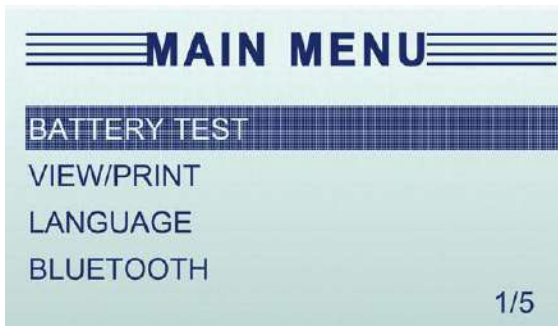 MAIN MENU
BATTERY TEST
VIEW/PRINT
LANGUAGE
BLUETOOTH
1/5